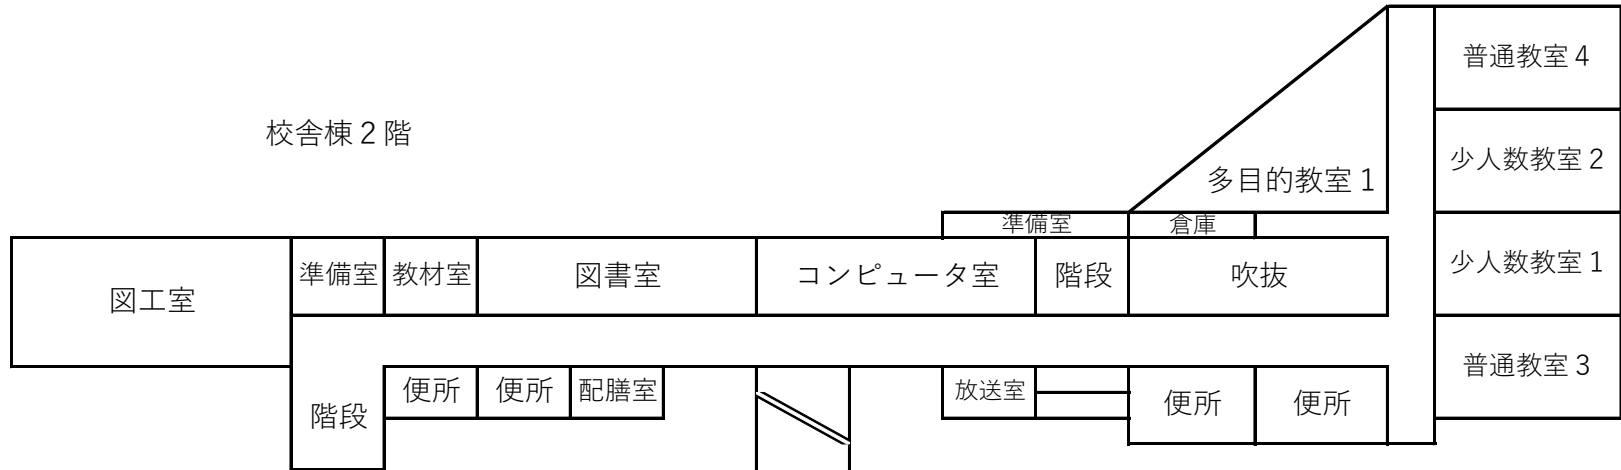 普通教室４
校舎棟２階
少人数教室２
多目的教室１
準備室
倉庫
少人数教室１
図工室
準備室
教材室
図書室
コンピュータ室
階段
吹抜
普通教室３
階段
便所
便所
配膳室
放送室
便所
便所